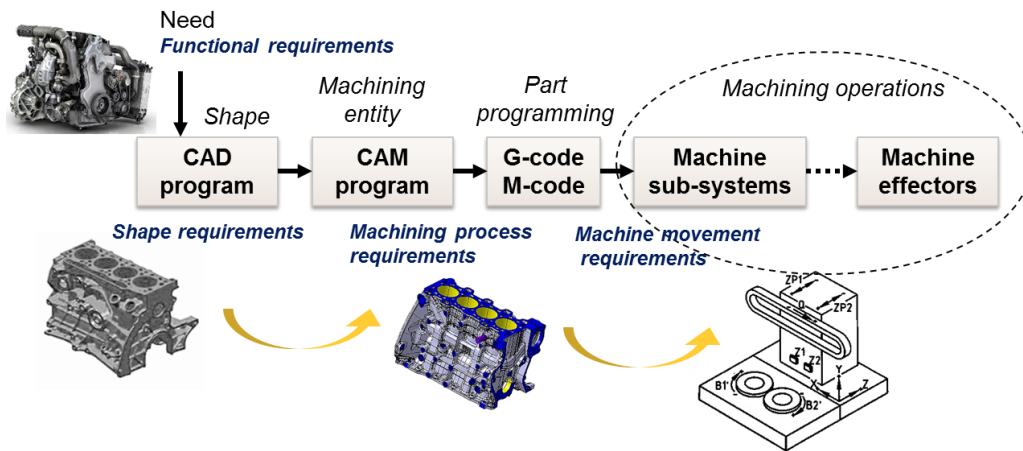 Need
Functional requirements
Shape
Machining
entity
Part
programming
Machining operations
CAD
program
CAM
program
G-code
M-code
Machine
sub-systems
Machine
effectors
Shape requirements
Machining process
requirements
Machine movement
requirements
ZP1
O
ZP2
Z1
Z2
Y
X
Z
B1'
B2'